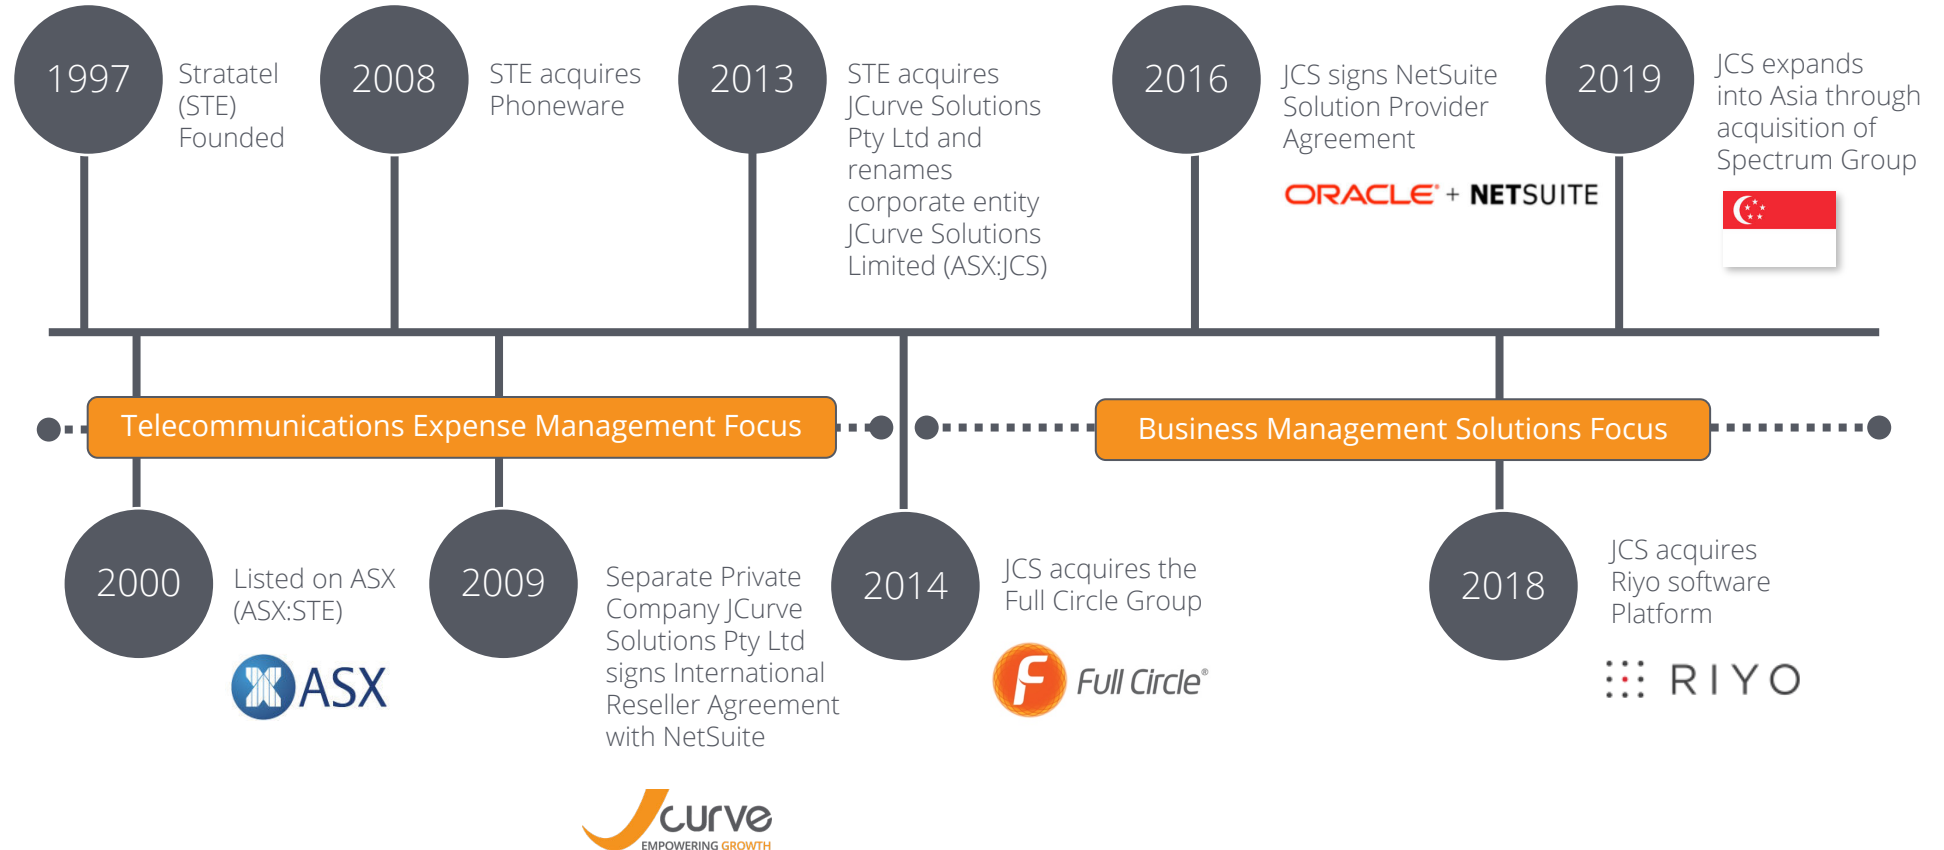 1997
Stratatel
(STE)
Founded
2008
STE acquires
Phoneware
2013
STE acquires
JCurve Solutions
Pty Ltd and
renames
corporate entity
JCurve Solutions
Limited (ASX:JCS)
2016
JCS signs NetSuite
Solution Provider
Agreement
ORACLE® + NETSUITE
2019
JCS expands
into Asia through
acquisition of
Spectrum Group
Telecommunications Expense Management Focus
Business Management Solutions Focus
2000
Listed on ASX
(ASX:STE)
ASX
2009
Separate Private
Company JCurve
Solutions Pty Ltd
signs International
Reseller Agreement
with NetSuite
Jcurve
EMPOWERING GROWTH
2014
JCS acquires the
Full Circle Group
F Full Circle®
2018
JCS acquires
Riyo software
Platform
RIYO